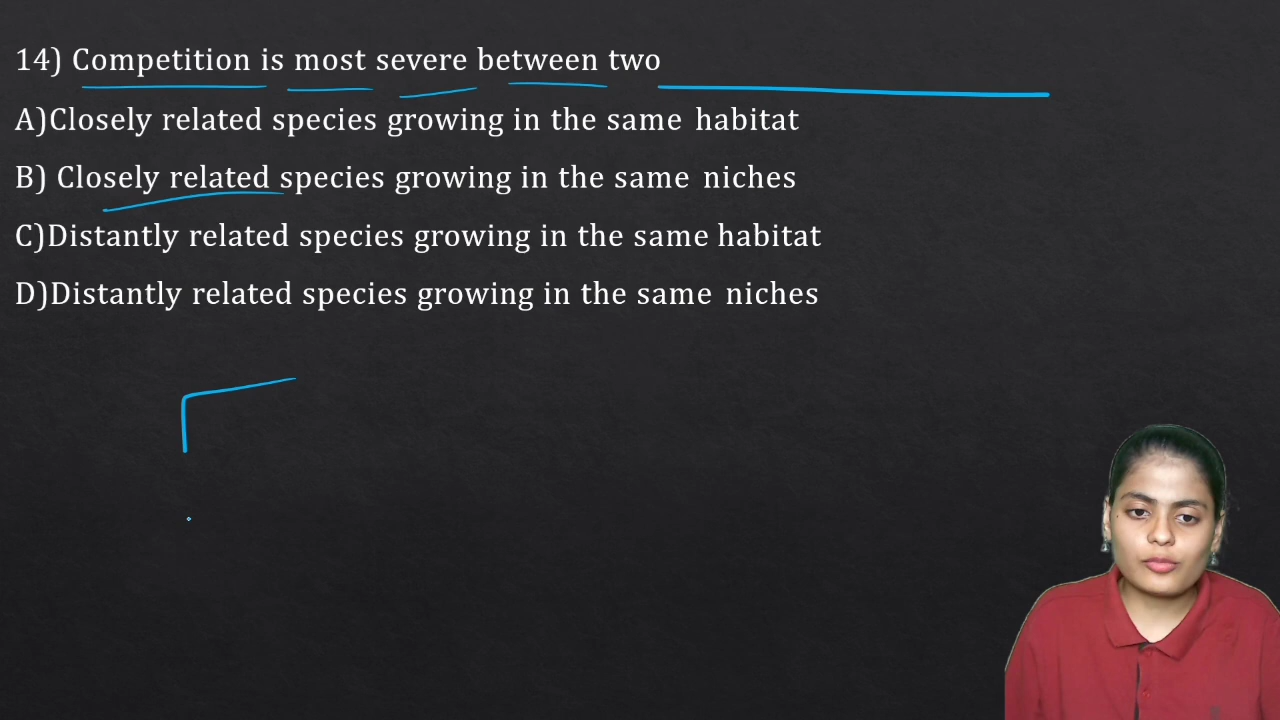 14) Competition is most severe between two
A)Closely related species growing in the same habitat
B) Closely related species growing in the same niches
C)Distantly related species growing in the same habitat
D)Distantly related species growing in the same niches